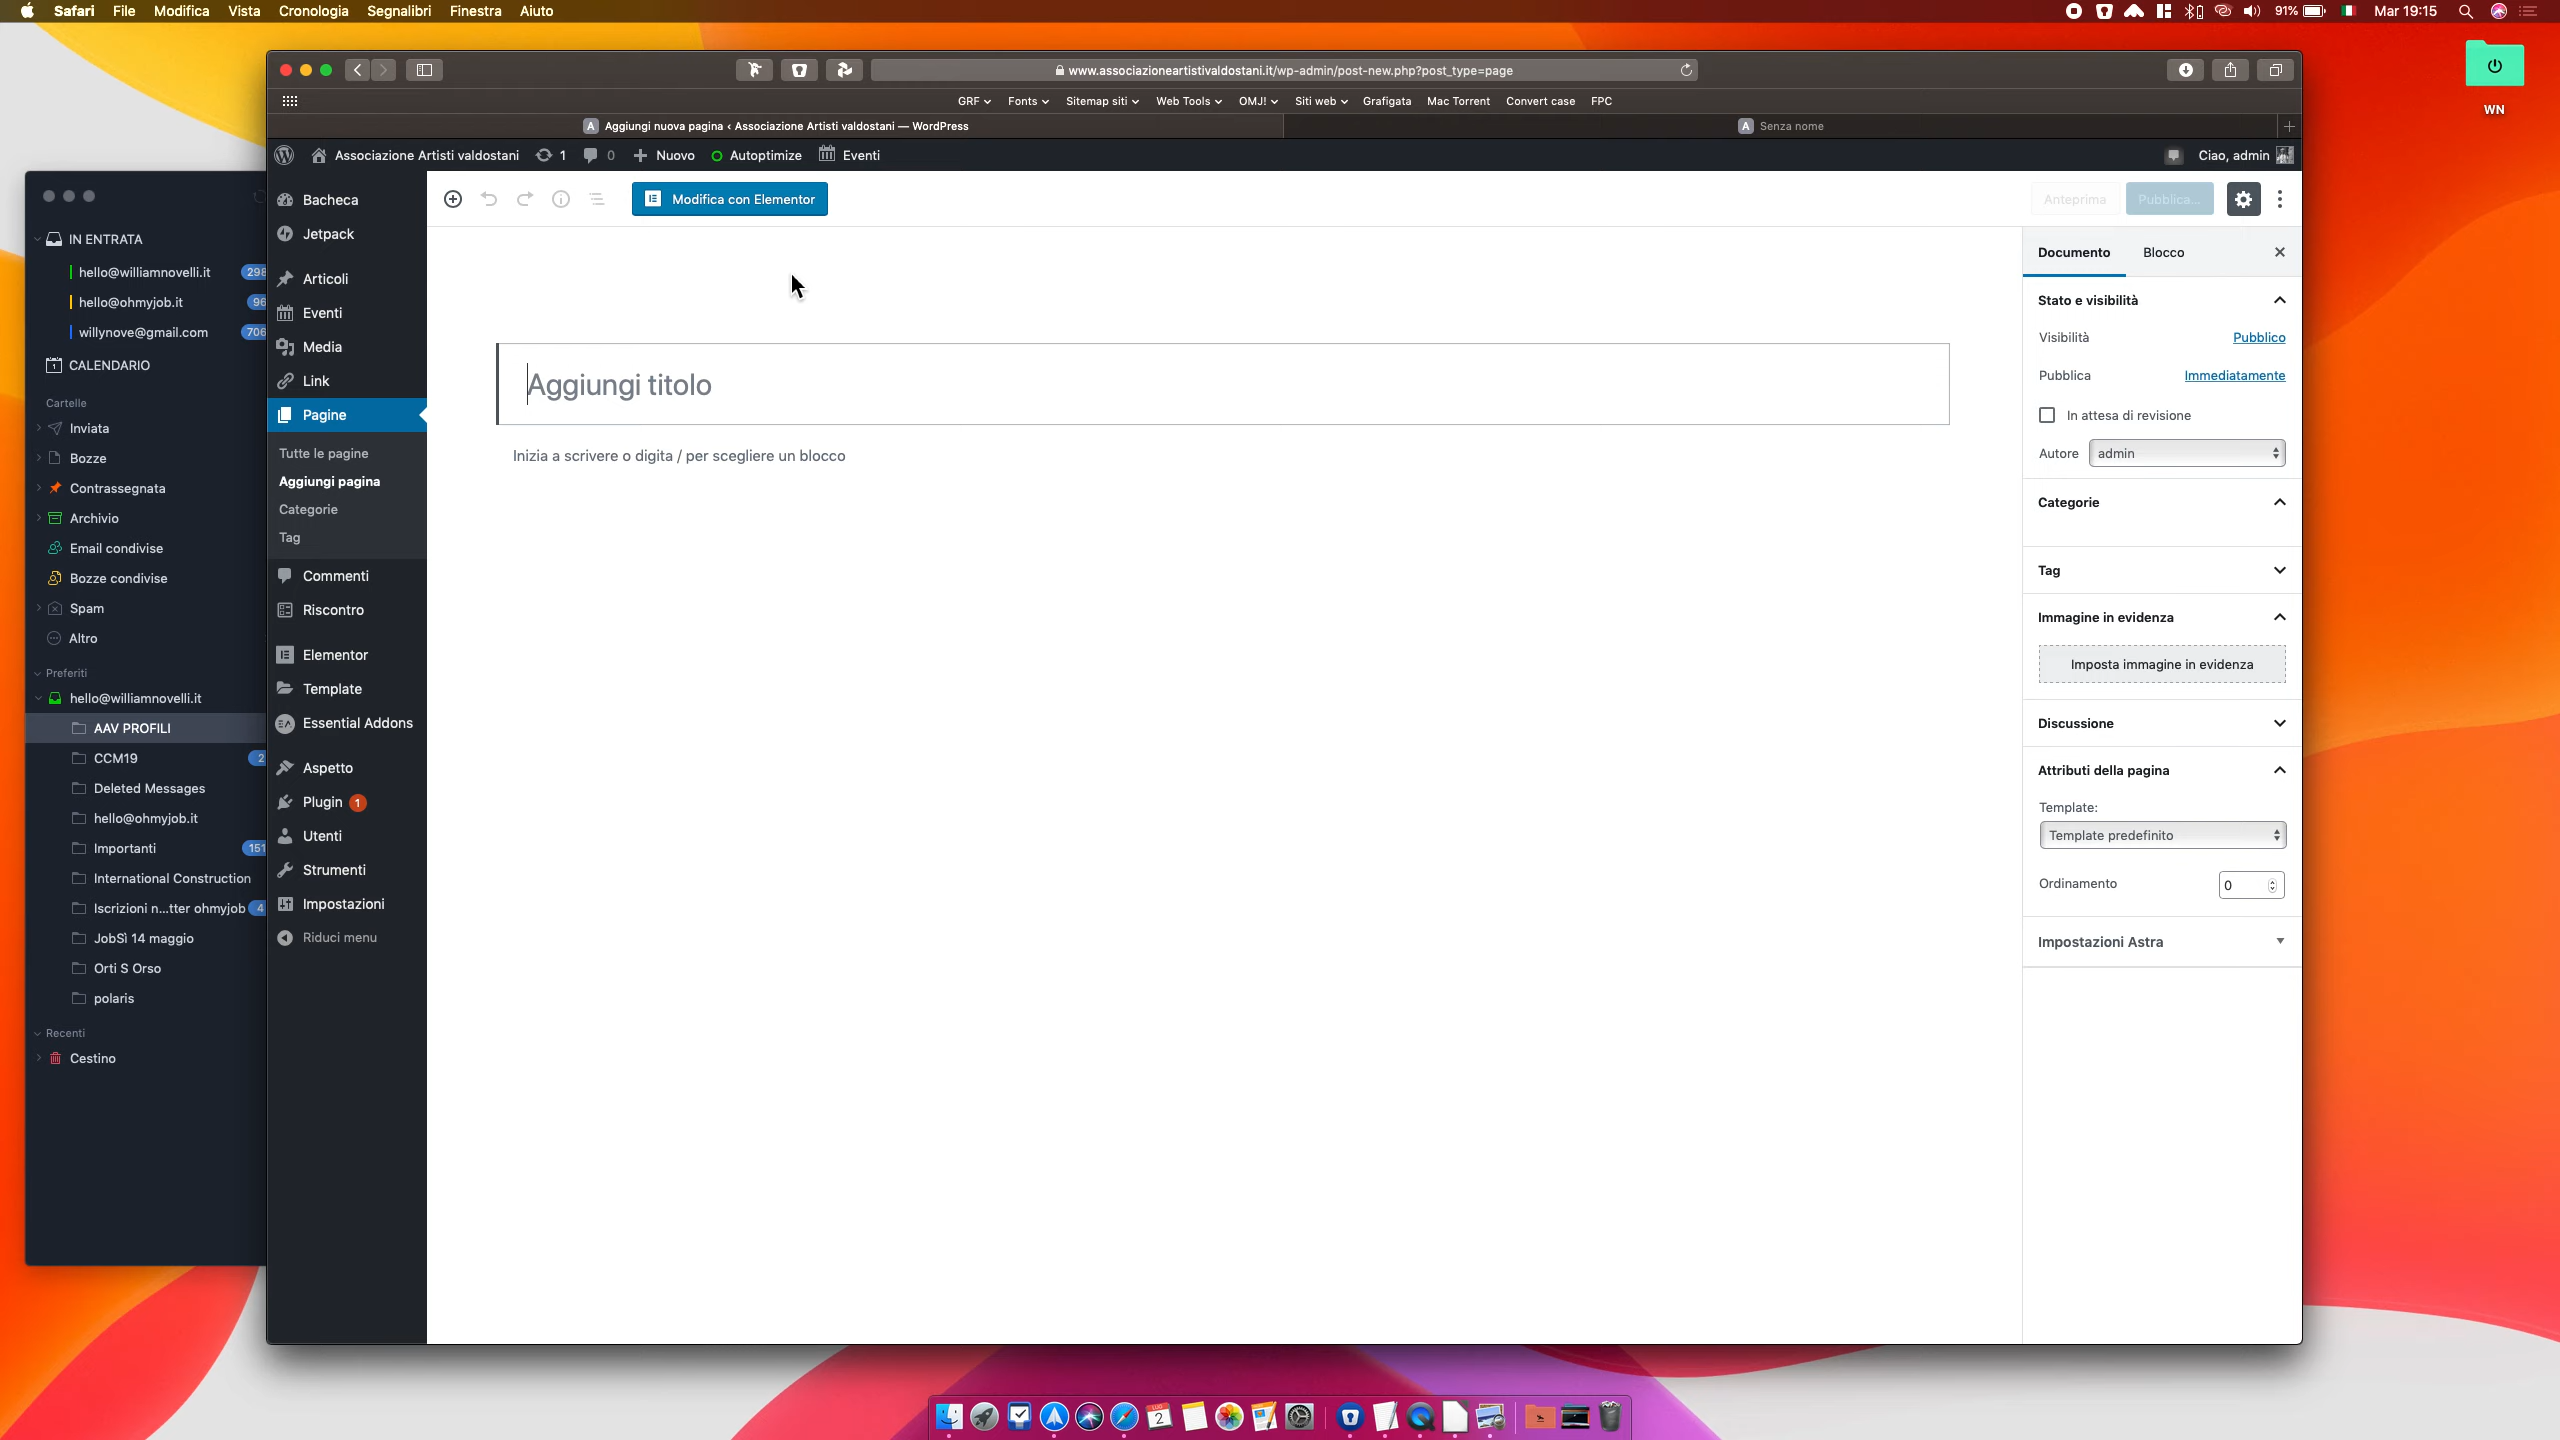 Safari File Modifica Vista Cronologia Segnalibri Finestra Aiuto
91% Mar 19:15
WN
www.associazioneartistivaldostani.it/wp-admin/post-new.php?post_type=page
GRF Fonts Sitemap siti Web Tools OMJ! Siti web Grafigata Mac Torrent Convert case FPC
A Aggiungi nuova pagina ‹ Associazione Artisti valdostani — WordPress
A Senza nome
Associazione Artisti valdostani 1 0 Nuovo Autoptimize Eventi
Ciao, admin
IN ENTRATA
hello@williamnovelli.it 298
hello@ohmyjob.it 96
willynove@gmail.com 706
CALENDARIO
Cartelle
Inviata
Bozze
Contrassegnata
Archivio
Email condivise
Bozze condivise
Spam
Altro
Preferiti
hello@williamnovelli.it
AAV PROFILI
CCM19 2
Deleted Messages
hello@ohmyjob.it
Importanti 151
International Construction
Iscrizioni n...tter ohmyjob 4
JobSì 14 maggio
Orti S Orso
polaris
Recenti
Cestino
Bacheca
Jetpack
Articoli
Eventi
Media
Link
Pagine
Tutte le pagine
Aggiungi pagina
Categorie
Tag
Commenti
Riscontro
Elementor
Template
Essential Addons
Aspetto
Plugin 1
Utenti
Strumenti
Impostazioni
Riduci menu
Modifica con Elementor
Anteprima Pubblica...
Aggiungi titolo
Inizia a scrivere o digita / per scegliere un blocco
Documento Blocco
Stato e visibilità
Visibilità Pubblico
Pubblica Immediatamente
In attesa di revisione
Autore admin
Categorie
Tag
Immagine in evidenza
Imposta immagine in evidenza
Discussione
Attributi della pagina
Template:
Template predefinito
Ordinamento 0
Impostazioni Astra
LUG
2